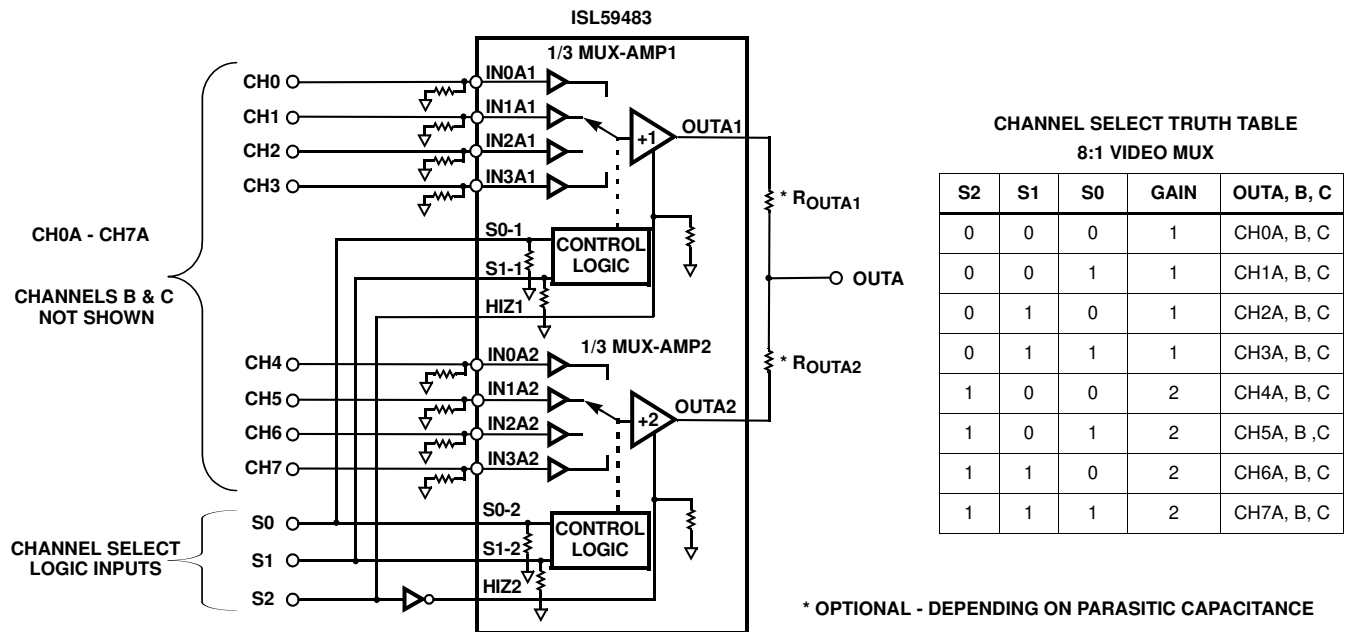 ISL59483
1/3 MUX-AMP1
CH0
IN0A1
CH1
IN1A1
CH2
IN2A1
CH3
IN3A1
+1
OUTA1
* ROUTA1
CH0A - CH7A
CHANNELS B & C
NOT SHOWN
S0-1
S1-1
CONTROL
LOGIC
HIZ1
OUTA
1/3 MUX-AMP2
CH4
IN0A2
CH5
IN1A2
CH6
IN2A2
CH7
IN3A2
+2
OUTA2
* ROUTA2
CHANNEL SELECT
LOGIC INPUTS
S0
S0-2
S1
S1-2
CONTROL
LOGIC
S2
HIZ2
CHANNEL SELECT TRUTH TABLE
8:1 VIDEO MUX
S2 S1 S0 GAIN OUTA, B, C
0 0 0 1 CH0A, B, C
0 0 1 1 CH1A, B, C
0 1 0 1 CH2A, B, C
0 1 1 1 CH3A, B, C
1 0 0 2 CH4A, B, C
1 0 1 2 CH5A, B ,C
1 1 0 2 CH6A, B, C
1 1 1 2 CH7A, B, C
* OPTIONAL - DEPENDING ON PARASITIC CAPACITANCE